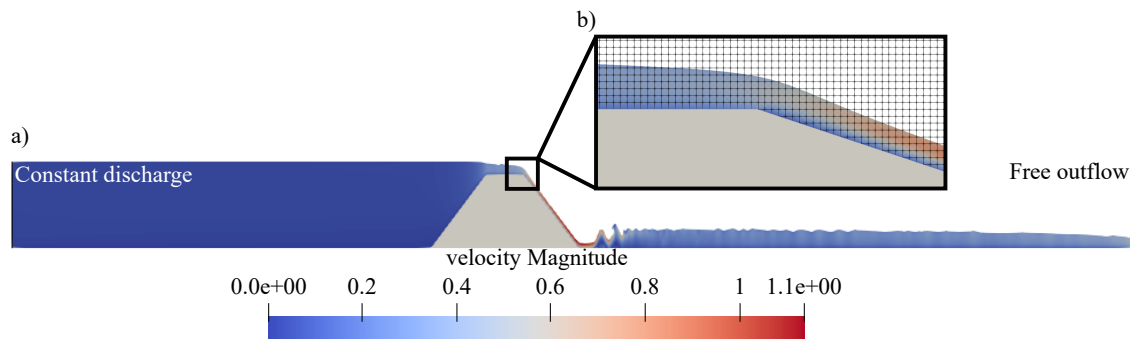 b)
a)
Constant discharge
Free outflow
velocity Magnitude
0.0e+00 0.2 0.4 0.6 0.8 1 1.1e+00